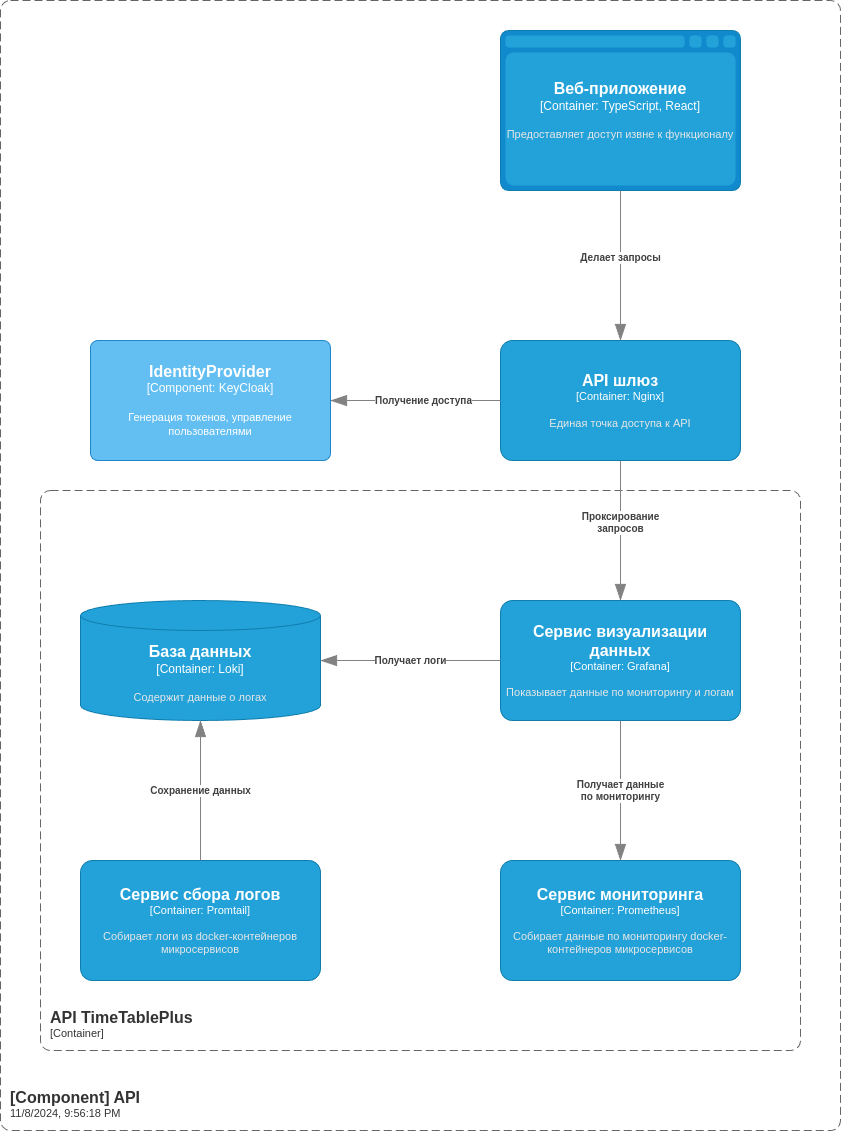 Веб-приложение
[Container: TypeScript, React]
Предоставляет доступ извне к функционалу
Делает запросы
IdentityProvider
[Component: KeyCloak]
Генерация токенов, управление
пользователями
Получение доступа
API шлюз
[Container: Nginx]
Единая точка доступа к API
Проксирование
запросов
База данных
[Container: Loki]
Содержит данные о логах
Получает логи
Сервис визуализации
данных
[Container: Grafana]
Показывает данные по мониторингу и логам
Сохранение данных
Получает данные
по мониторингу
Сервис сбора логов
[Container: Promtail]
Собирает логи из docker-контейнеров
микросервисов
Сервис мониторинга
[Container: Prometheus]
Собирает данные по мониторингу docker-
контейнеров микросервисов
API TimeTablePlus
[Container]
[Component] API
11/8/2024, 9:56:18 PM